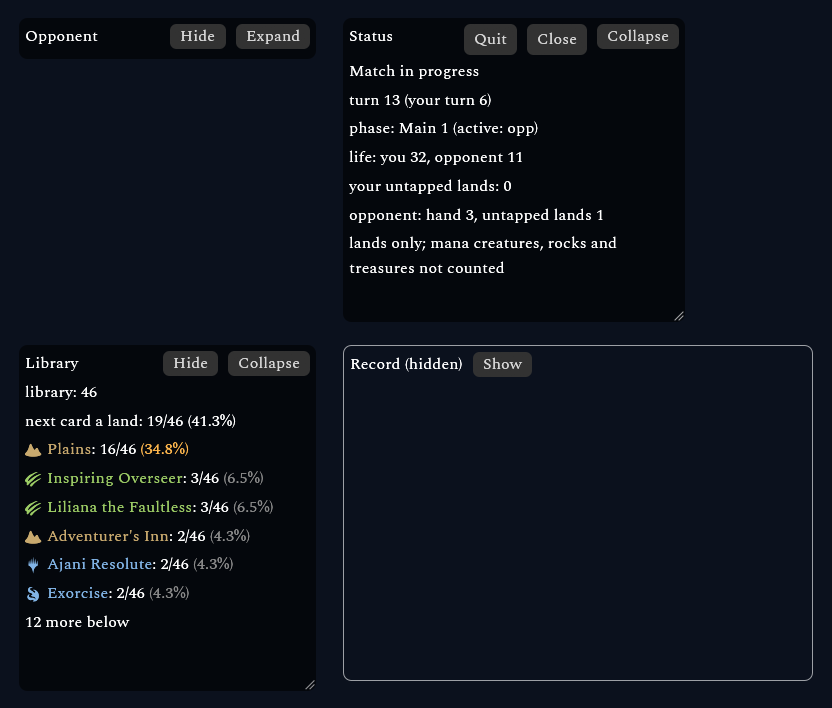 Opponent Hide Expand
Status Quit Close Collapse
Match in progress
turn 13 (your turn 6)
phase: Main 1 (active: opp)
life: you 32, opponent 11
your untapped lands: 0
opponent: hand 3, untapped lands 1
lands only; mana creatures, rocks and
treasures not counted
Library Hide Collapse
library: 46
next card a land: 19/46 (41.3%)
Plains: 16/46 (34.8%)
Inspiring Overseer: 3/46 (6.5%)
Liliana the Faultless: 3/46 (6.5%)
Adventurer's Inn: 2/46 (4.3%)
Ajani Resolute: 2/46 (4.3%)
Exorcise: 2/46 (4.3%)
12 more below
Record (hidden) Show